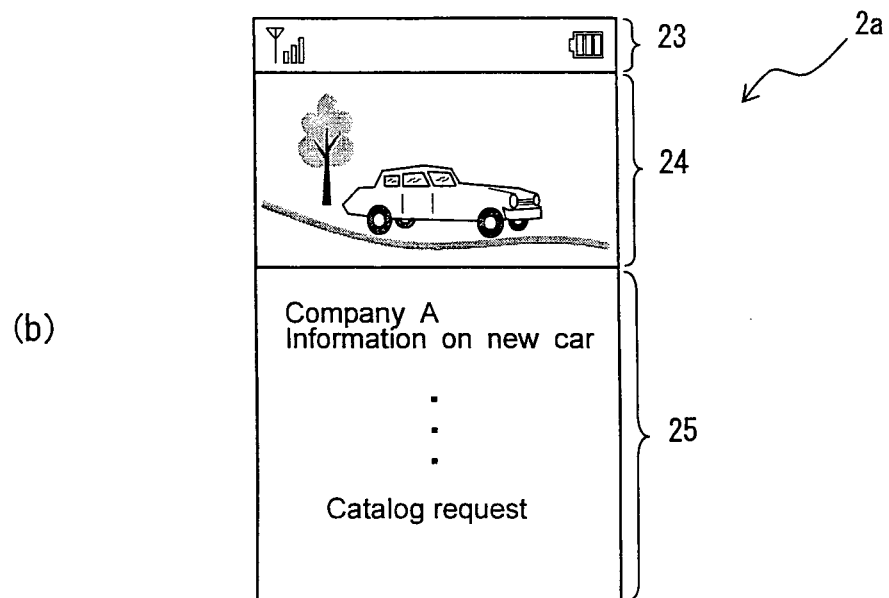 23
2a
24
(b)
Company A
Information on new car
.
.
.
Catalog request
25